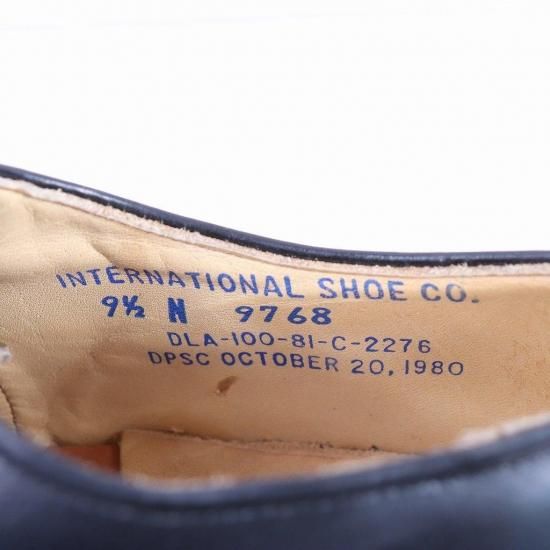 INTERNATIONAL SHOE CO.
9½ N 9768
DLA-100-81-C-2276
DPSC OCTOBER 20, 1980